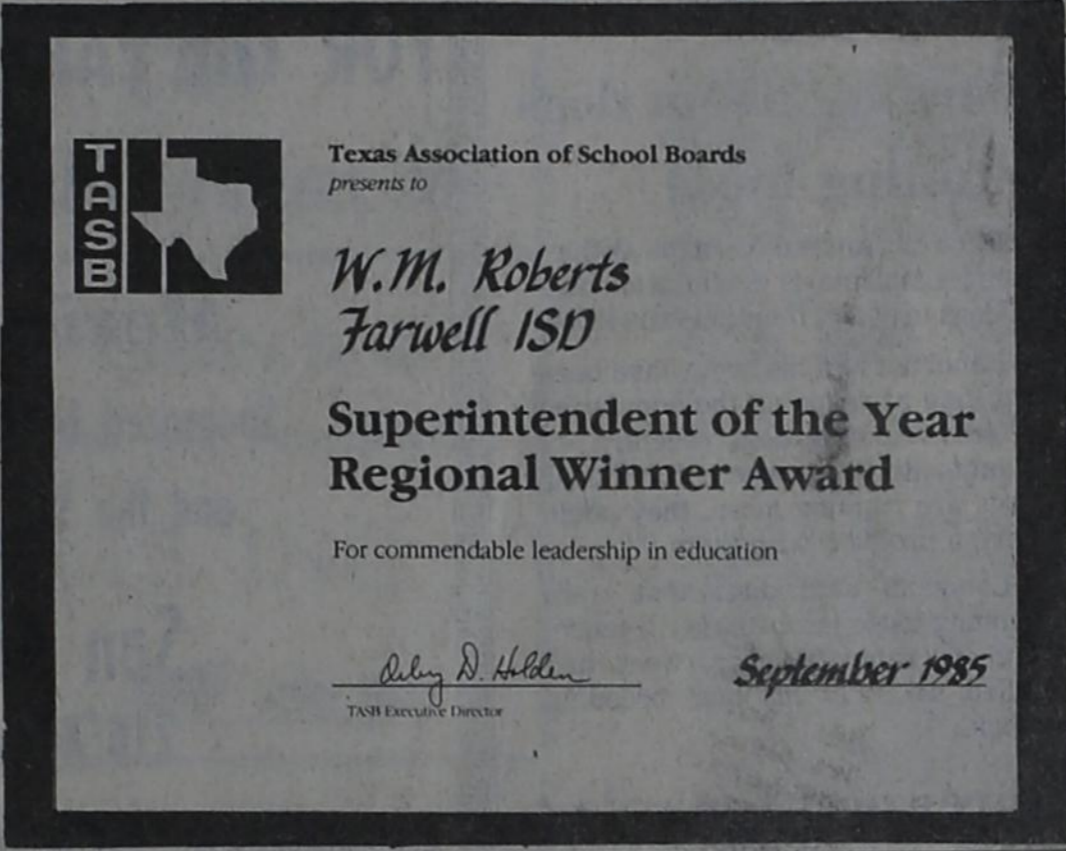 TASB
Texas Association of School Boards
presents to
W.M. Roberts
Farwell ISD
Superintendent of the Year
Regional Winner Award
For commendable leadership in education
D. Holden
September 1985
TASB Executive Director